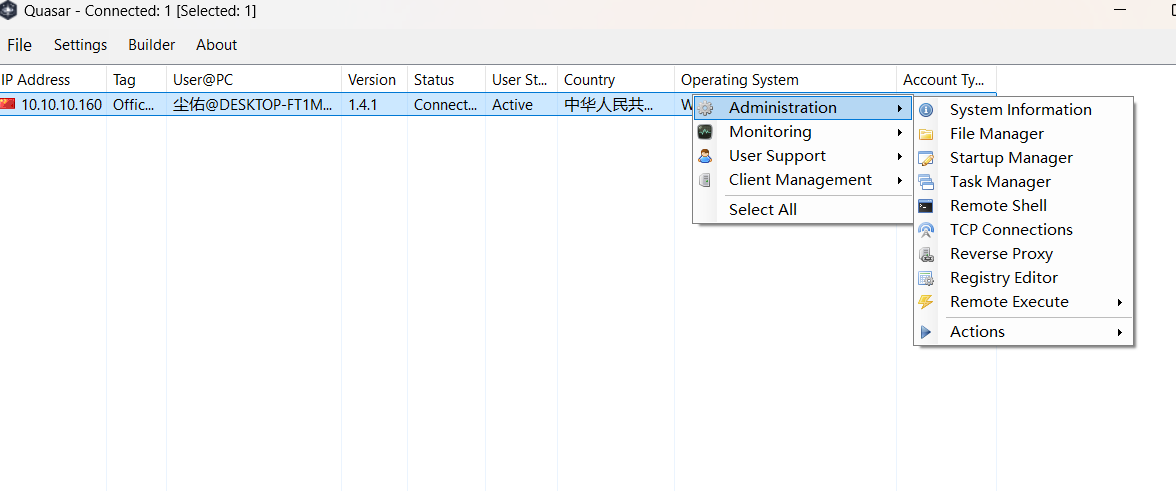 Quasar - Connected: 1 [Selected: 1]
File Settings Builder About
IP Address Tag User@PC Version Status User St... Country Operating System Account Ty...
10.10.10.160 Offic... 尘佑@DESKTOP-FT1M... 1.4.1 Connect... Active 中华人民共... W
Administration
Monitoring
User Support
Client Management
Select All
System Information
File Manager
Startup Manager
Task Manager
Remote Shell
TCP Connections
Reverse Proxy
Registry Editor
Remote Execute
Actions